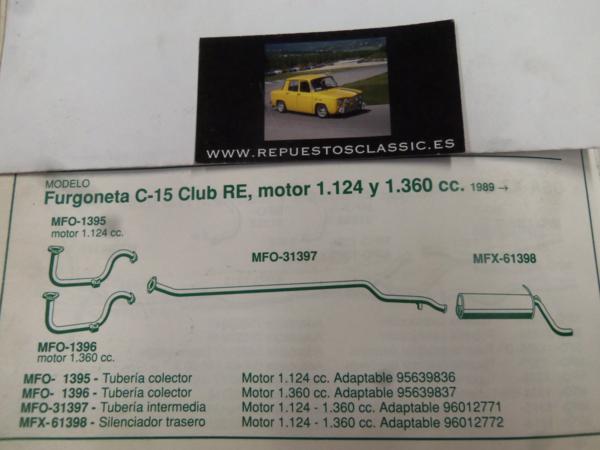 WWW.REPUESTOSCLASSIC.ES
MODELO
Furgoneta C-15 Club RE, motor 1.124 y 1.360 cc. 1989 →
MFO-1395
motor 1.124 cc.
MFO-31397
MFX-61398
MFO-1396
motor 1.360 cc.
MFO- 1395 - Tubería colector Motor 1.124 cc. Adaptable 95639836
MFO- 1396 - Tubería colector Motor 1.360 cc. Adaptable 95639837
MFO-31397 - Tubería intermedia Motor 1.124 - 1.360 cc. Adaptable 96012771
MFX-61398 - Silenciador trasero Motor 1.124 - 1.360 cc. Adaptable 96012772